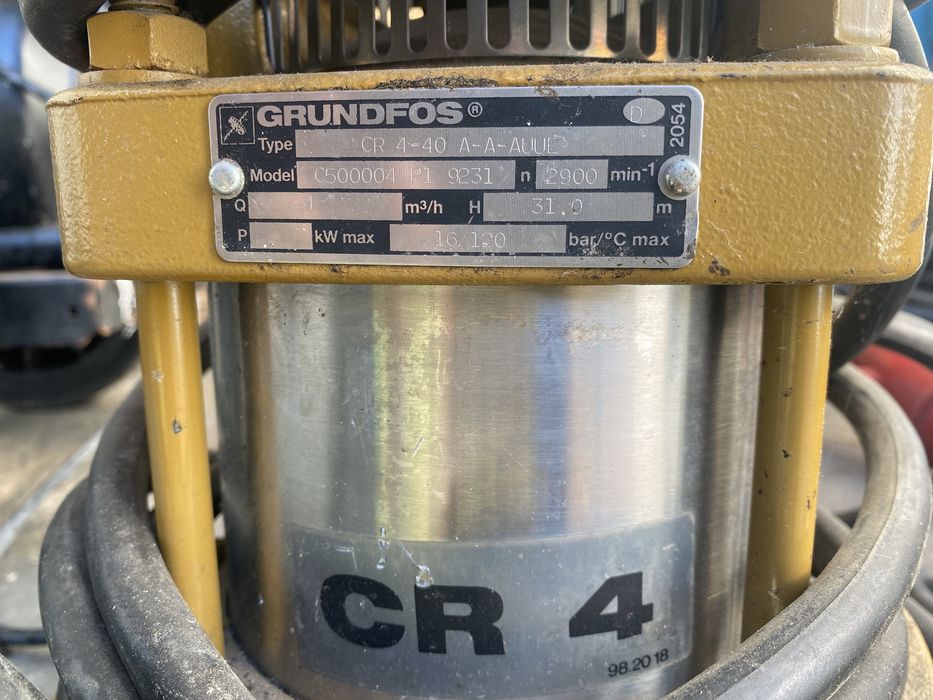 GRUNDFOS® D
Type CR 4-40 A-A-AUUE
Model C500004 P1 9231 n 2900 min-1
Q 4 m³/h H 31.0 m
P kW max 16/120 bar/°C max
2054
CR 4
98.20 18